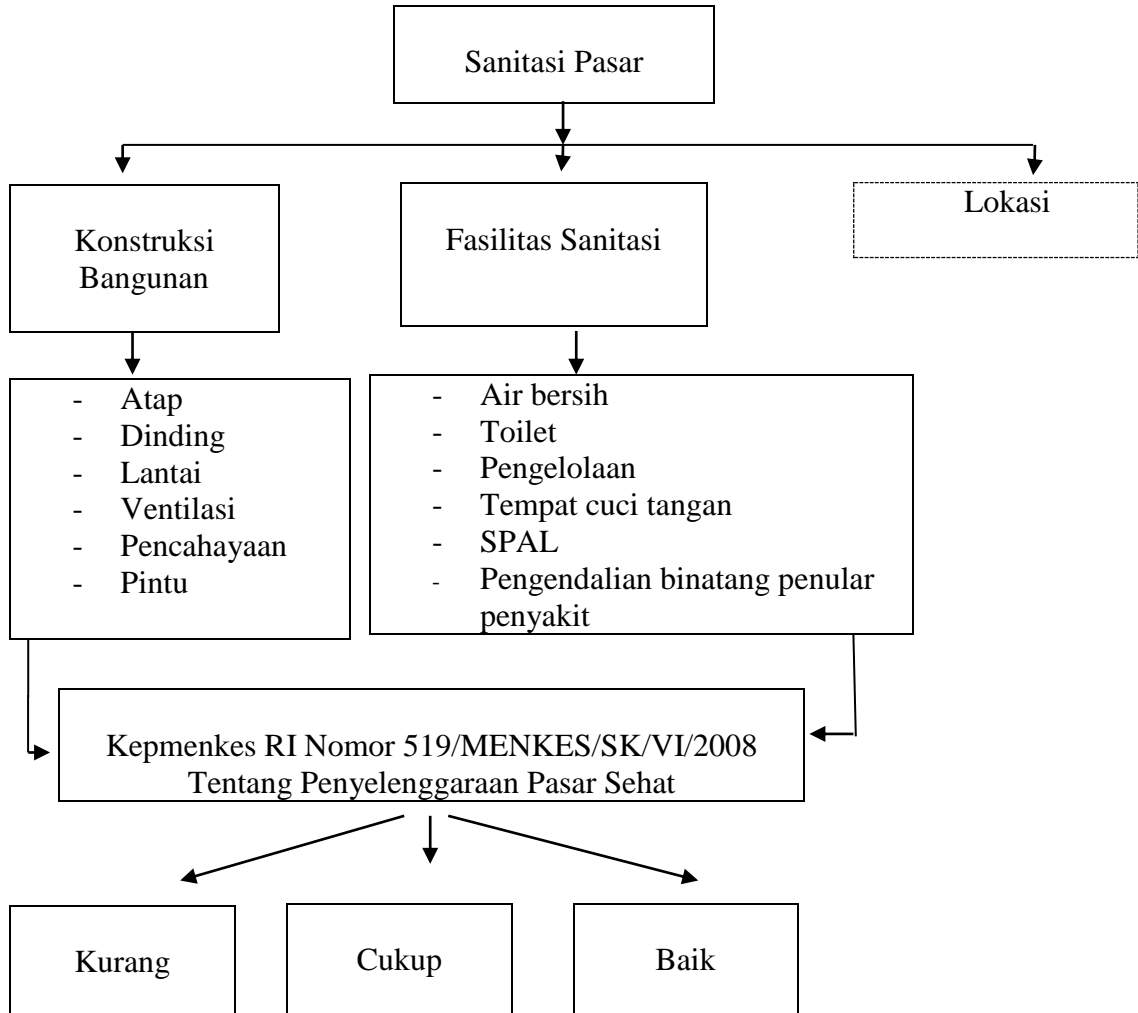 Sanitasi Pasar
Konstruksi
Bangunan
Fasilitas Sanitasi
Lokasi
- Atap
- Dinding
- Lantai
- Ventilasi
- Pencahayaan
- Pintu
- Air bersih
- Toilet
- Pengelolaan
- Tempat cuci tangan
- SPAL
- Pengendalian binatang penular
penyakit
Kepmenkes RI Nomor 519/MENKES/SK/VI/2008
Tentang Penyelenggaraan Pasar Sehat
Kurang
Cukup
Baik